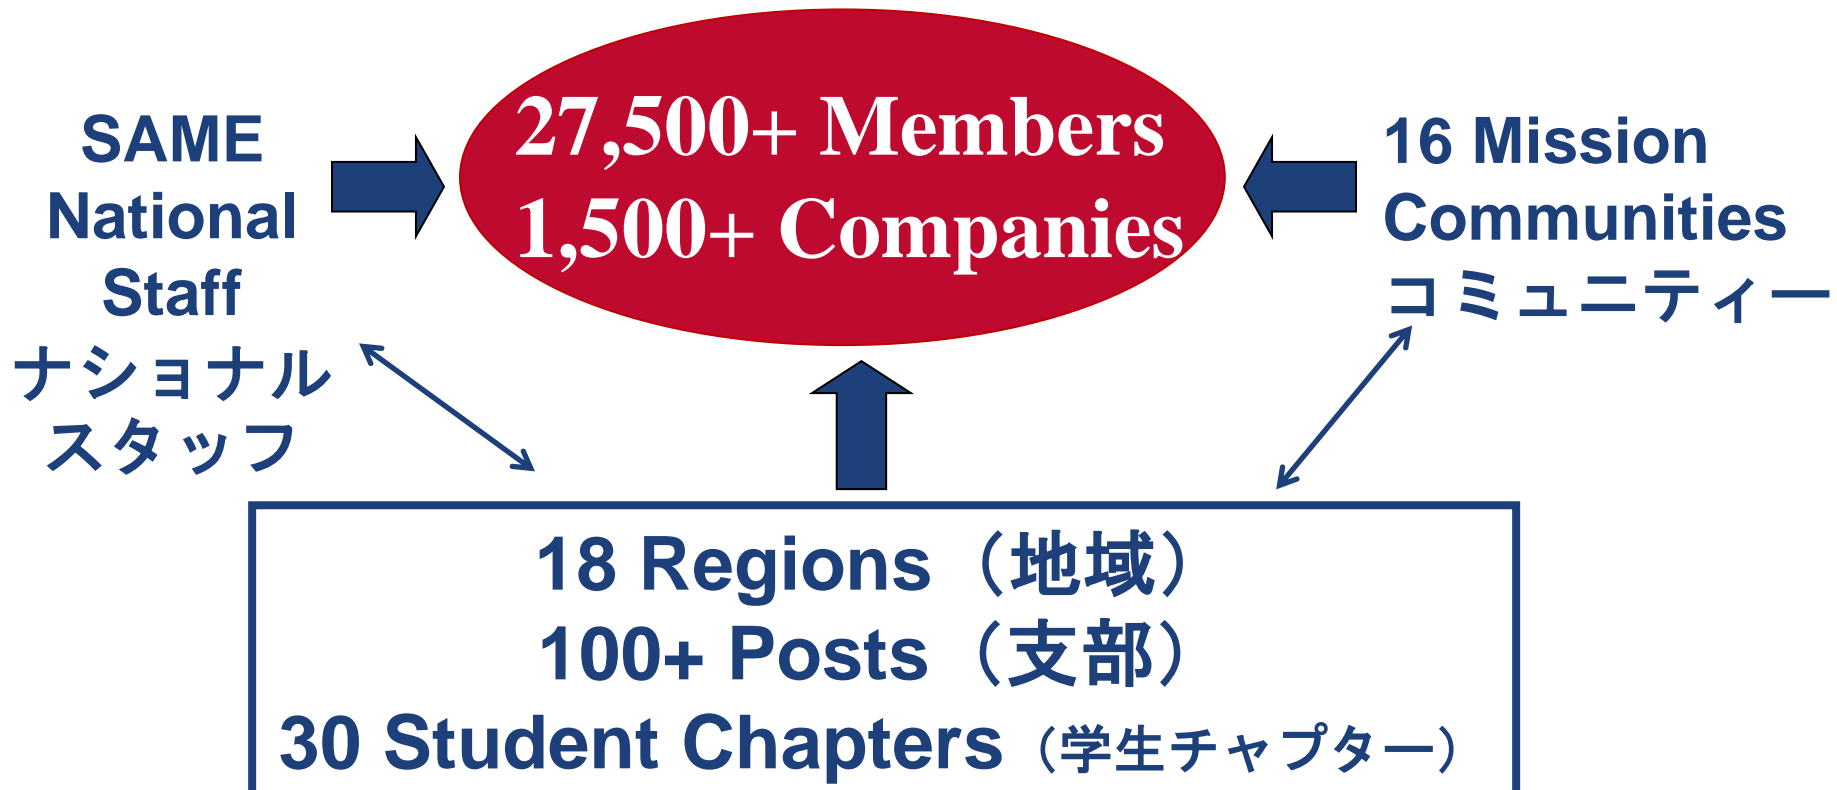 SAME
National
Staff
ナショナル
スタッフ
27,500+ Members
1,500+ Companies
16 Mission
Communities
コミュニティー
18 Regions（地域）
100+ Posts（支部）
30 Student Chapters（学生チャプター）